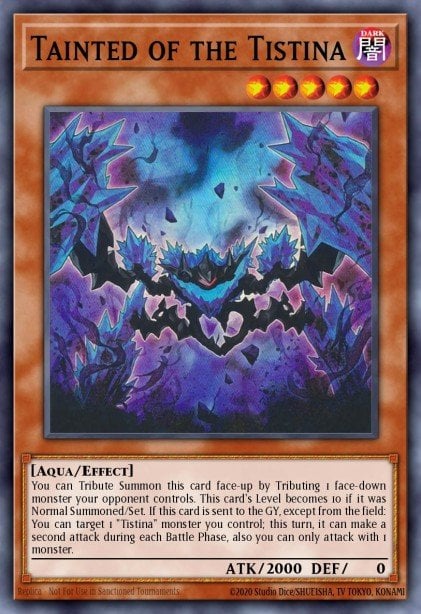 TAINTED OF THE TISTINA
DARK
闇
[AQUA/EFFECT]
You can Tribute Summon this card face-up by Tributing 1 face-down
monster your opponent controls. This card's Level becomes 10 if it was
Normal Summoned/Set. If this card is sent to the GY, except from the field:
You can target 1 "Tistina" monster you control; this turn, it can make a
second attack during each Battle Phase, also you can only attack with 1
monster.
ATK/2000 DEF/ 0
Replica - Not For Use in Sanctioned Tournaments ©2020 Studio Dice/SHUEISHA, TV TOKYO, KONAMI